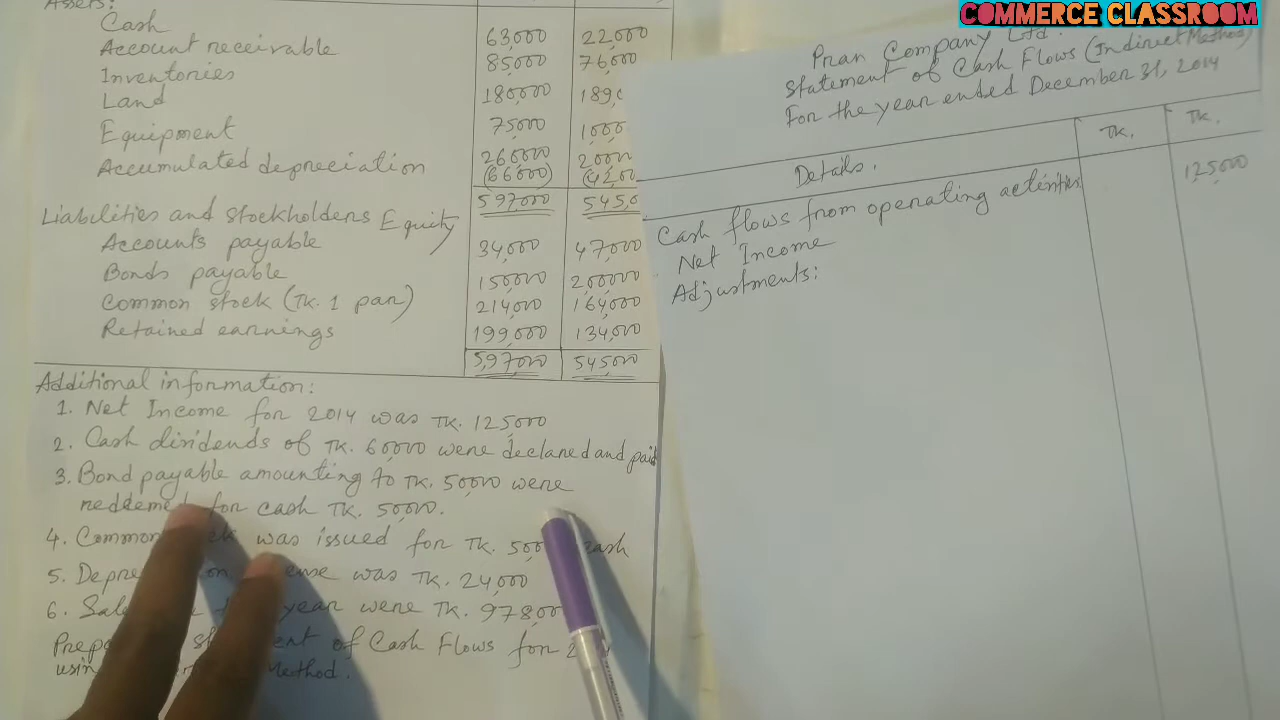 COMMERCE CLASSROOM
Assets:
Cash 63,000 22,000
Account receivable 85,000 76,000
Inventories 180,000
Land 75,000
Equipment 260,000
Accumulated depreciation (66,000)
597,000
Liabilities and stockholders Equity
Accounts payable 34,000 47,000
Bonds payable 150,000 200,000
Common stock (TK. 1 par) 214,000 164,000
Retained earnings 199,000 134,000
5,97,000 545,000
Additional information:
1. Net Income for 2014 was TK. 125,000
2. Cash dividends of TK. 60,000 were declared and paid
3. Bond payable amounting to TK. 50,000 were
for cash TK. 50,000.
4. Common was issued for TK. cash
5. was TK. 24,000
6. year were TK.
of Cash Flows for
Method.
Pran Company Ltd.
Statement of Cash Flows (Indirect Method)
For the year ended December 31, 2014
Details. TK. TK.
Cash flows from operating activities
Net Income 125,000
Adjustments: